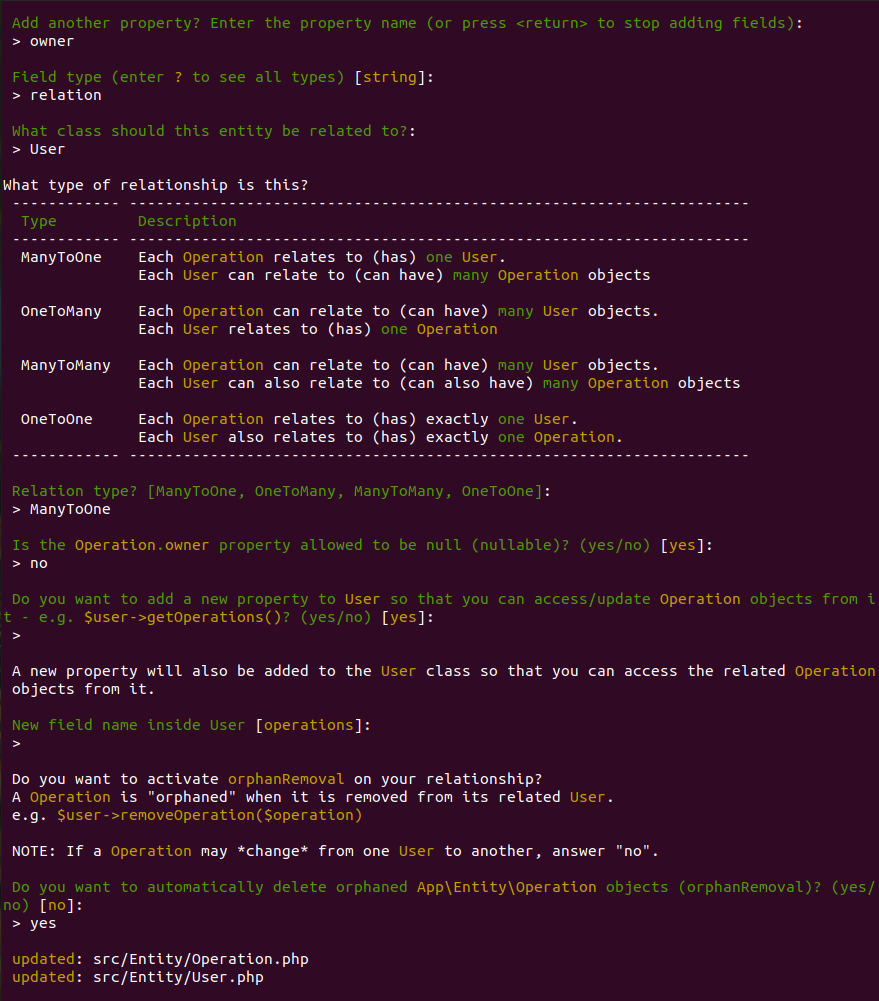 Add another property? Enter the property name (or press <return> to stop adding fields):
> owner
Field type (enter ? to see all types) [string]:
> relation
What class should this entity be related to?:
> User
What type of relationship is this?
------------ ---------------------------------------------------------------------
Type Description
------------ ---------------------------------------------------------------------
ManyToOne Each Operation relates to (has) one User.
Each User can relate to (can have) many Operation objects
OneToMany Each Operation can relate to (can have) many User objects.
Each User relates to (has) one Operation
ManyToMany Each Operation can relate to (can have) many User objects.
Each User can also relate to (can also have) many Operation objects
OneToOne Each Operation relates to (has) exactly one User.
Each User also relates to (has) exactly one Operation.
------------ ---------------------------------------------------------------------
Relation type? [ManyToOne, OneToMany, ManyToMany, OneToOne]:
> ManyToOne
Is the Operation.owner property allowed to be null (nullable)? (yes/no) [yes]:
> no
Do you want to add a new property to User so that you can access/update Operation objects from i
t - e.g. $user->getOperations()? (yes/no) [yes]:
>
A new property will also be added to the User class so that you can access the related Operation
objects from it.
New field name inside User [operations]:
>
Do you want to activate orphanRemoval on your relationship?
A Operation is "orphaned" when it is removed from its related User.
e.g. $user->removeOperation($operation)
NOTE: If a Operation may *change* from one User to another, answer "no".
Do you want to automatically delete orphaned App\Entity\Operation objects (orphanRemoval)? (yes/
no) [no]:
> yes
updated: src/Entity/Operation.php
updated: src/Entity/User.php